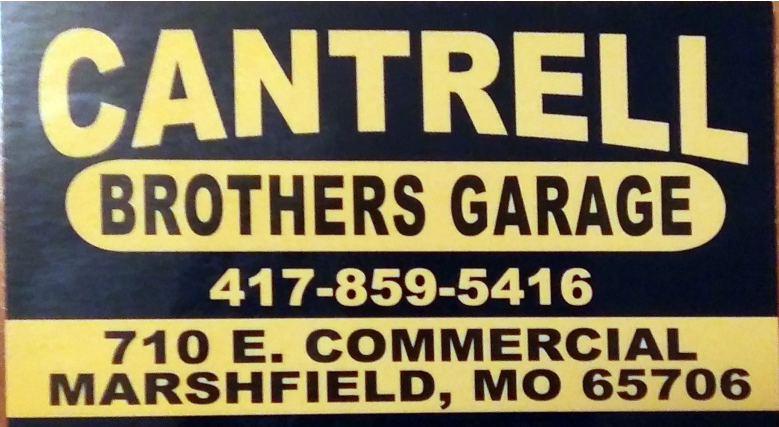 CANTRELL
BROTHERS GARAGE
417-859-5416
710 E. COMMERCIAL
MARSHFIELD, MO 65706